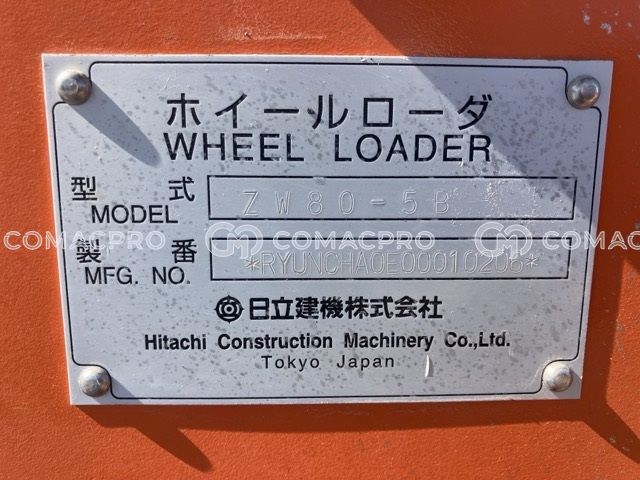 ホイールローダ
WHEEL LOADER
型式 ZW80-5B
MODEL
COMACPRO COMACPRO COMACPRO
製番 *RYUNCHA0E00010206*
MFG. NO.
日立建機株式会社
Hitachi Construction Machinery Co.,Ltd.
Tokyo Japan